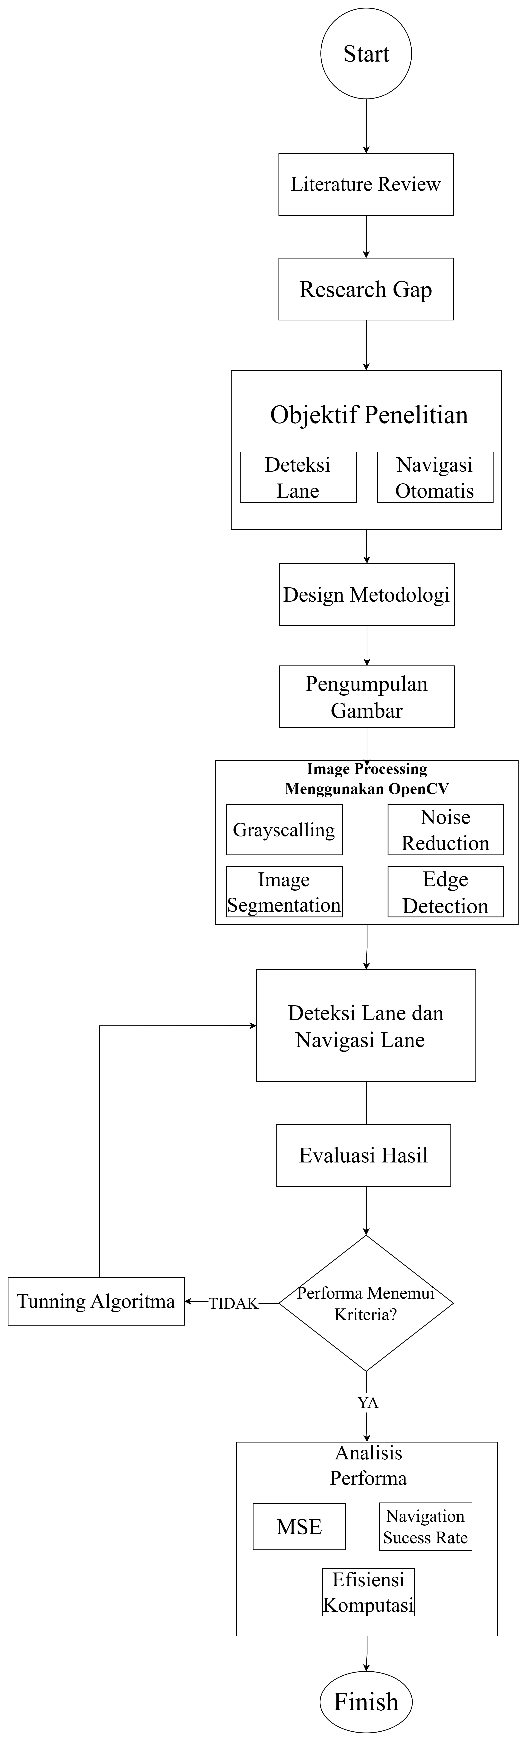 Start
Literature Review
Research Gap
Objektif Penelitian
Deteksi
Lane
Navigasi
Otomatis
Design Metodologi
Pengumpulan
Gambar
Image Processing
Menggunakan OpenCV
Grayscalling
Noise
Reduction
Image
Segmentation
Edge
Detection
Deteksi Lane dan
Navigasi Lane
Evaluasi Hasil
Performa Menemui
Kriteria?
TIDAK
Tunning Algoritma
YA
Analisis
Performa
MSE
Navigation
Sucess Rate
Efisiensi
Komputasi
Finish